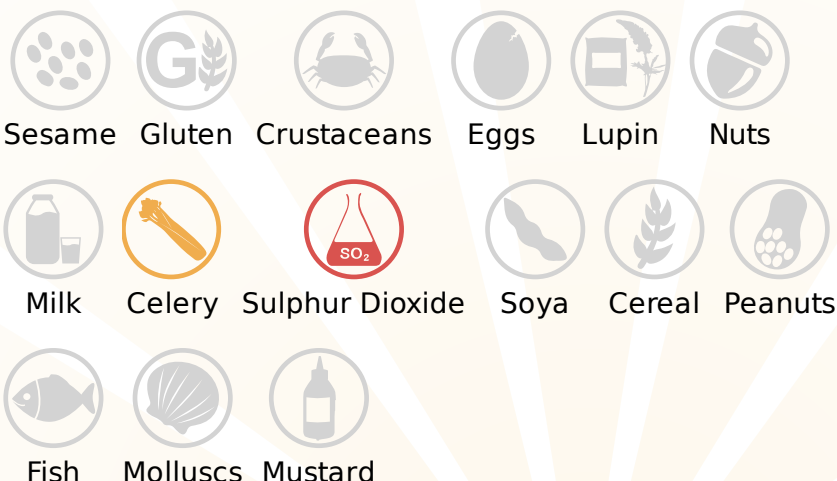 G
Sesame Gluten Crustaceans Eggs Lupin Nuts
SO₂
Milk Celery Sulphur Dioxide Soya Cereal Peanuts
Fish Molluscs Mustard